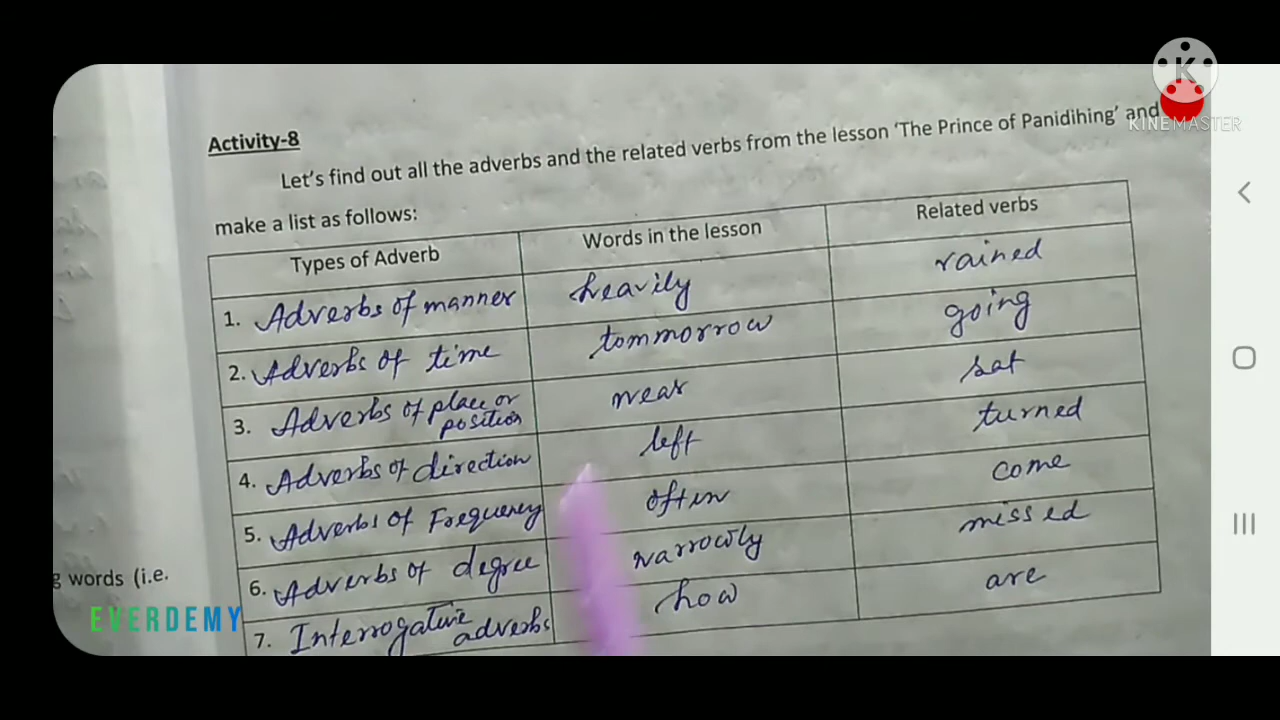 KINEMASTER
Activity-8
Let's find out all the adverbs and the related verbs from the lesson 'The Prince of Panidihing' and
make a list as follows:
Types of Adverb Words in the lesson Related verbs
1. Adverbs of manner heavily rained
2. Adverbs of time tommorrow going
3. Adverbs of place or position near sat
4. Adverbs of direction left turned
5. Adverbs of Frequency often come
6. Adverbs of degree narrowly missed
7. Interrogative adverbs how are
words (i.e.
EVERDEMY